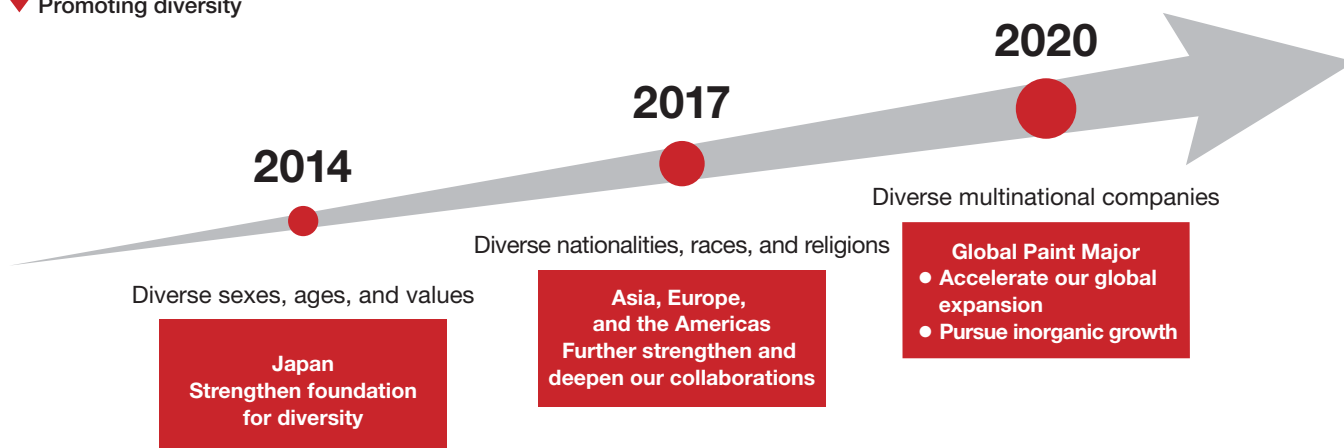 Promoting diversity
2014
Diverse sexes, ages, and values
Japan
Strengthen foundation
for diversity
2017
Diverse nationalities, races, and religions
Asia, Europe,
and the Americas
Further strengthen and
deepen our collaborations
2020
Diverse multinational companies
Global Paint Major
● Accelerate our global
expansion
● Pursue inorganic growth